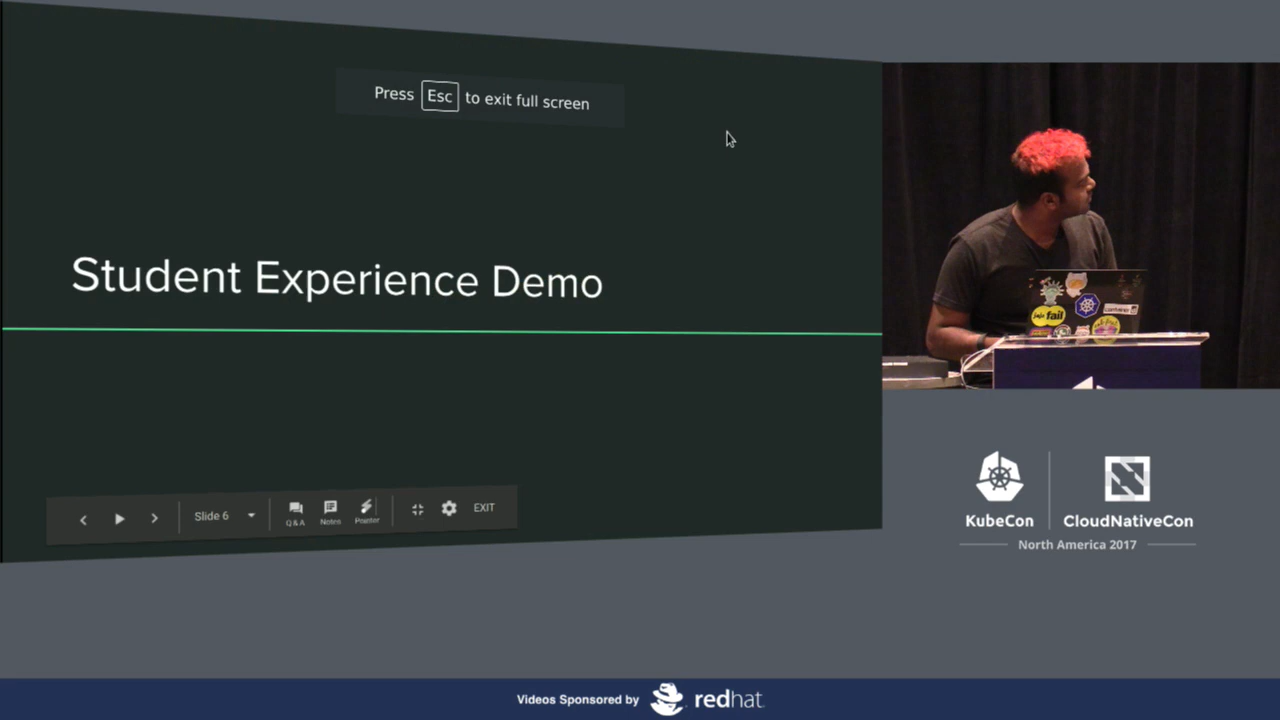 Press Esc to exit full screen
Student Experience Demo
Slide 6
Q&A
Notes
Pointer
EXIT
fail
KubeCon
CloudNativeCon
North America 2017
Videos Sponsored by
redhat